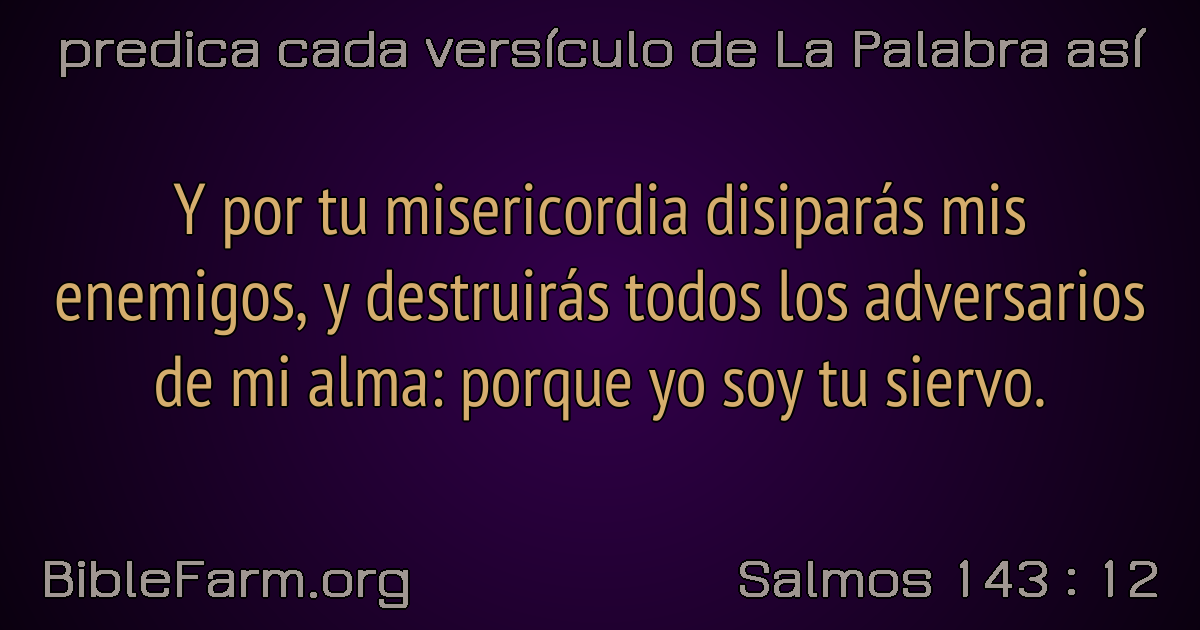 predica cada versículo de La Palabra así
Y por tu misericordia disiparás mis
enemigos, y destruirás todos los adversarios
de mi alma: porque yo soy tu siervo.
BibleFarm.org
Salmos 143 : 12